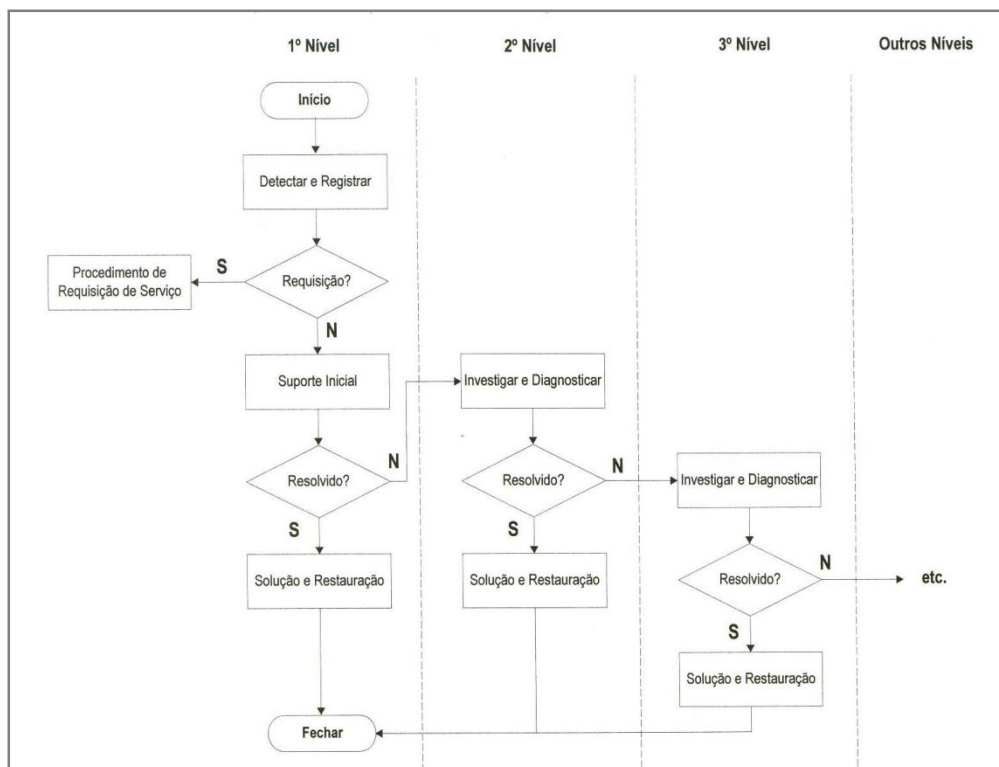 1º Nível
2º Nível
3º Nível
Outros Níveis
Início
Detectar e Registrar
Requisição?
S
Procedimento de
Requisição de Serviço
N
Suporte Inicial
Investigar e Diagnosticar
Resolvido?
N
Resolvido?
N
Investigar e Diagnosticar
S
S
Solução e Restauração
Solução e Restauração
Resolvido?
N
etc.
S
Solução e Restauração
Fechar